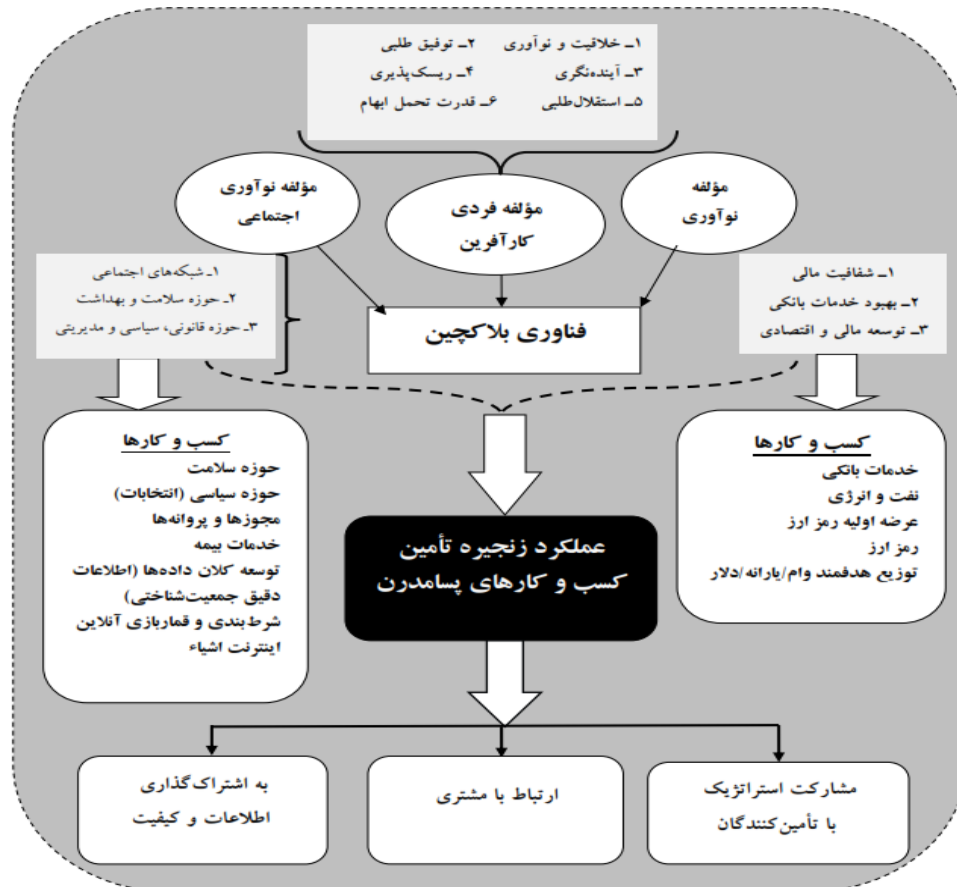 ۱ـ خلاقیت و نوآوری ۲ـ توفیق طلبی
۳ـ آینده‌نگری ۴ـ ریسک‌پذیری
۵ـ استقلال‌طلبی ۶ـ قدرت تحمل ابهام
مؤلفه
نوآوری
مؤلفه فردی
کارآفرین
مؤلفه نوآوری
اجتماعی
۱ـ شفافیت مالی
۲ـ بهبود خدمات بانکی
۳ـ توسعه مالی و اقتصادی
فناوری بلاکچین
۱ـ شبکه‌های اجتماعی
۲ـ حوزه سلامت و بهداشت
۳ـ حوزه قانونی، سیاسی و مدیریتی
کسب و کارها
خدمات بانکی
نفت و انرژی
عرضه اولیه رمز ارز
رمز ارز
توزیع هدفمند وام/یارانه/دلار
عملکرد زنجیره تأمین
کسب و کارهای پسامدرن
کسب و کارها
حوزه سلامت
حوزه سیاسی (انتخابات)
مجوزها و پروانه‌ها
خدمات بیمه
توسعه کلان داده‌ها (اطلاعات
دقیق جمعیت‌شناختی)
شرط‌بندی و قماربازی آنلاین
اینترنت اشیاء
مشارکت استراتژیک
با تأمین‌کنندگان
ارتباط با مشتری
به اشتراک‌گذاری
اطلاعات و کیفیت